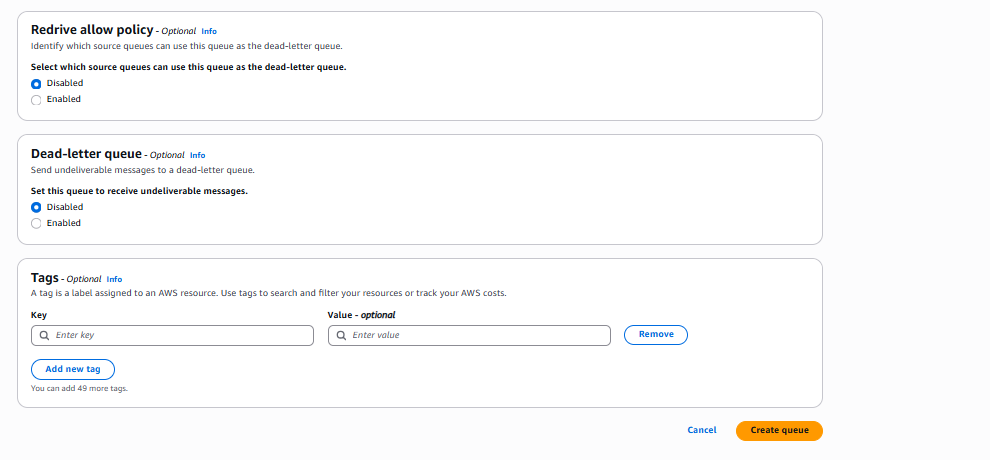 Redrive allow policy - Optional Info
Identify which source queues can use this queue as the dead-letter queue.
Select which source queues can use this queue as the dead-letter queue.
Disabled
Enabled
Dead-letter queue - Optional Info
Send undeliverable messages to a dead-letter queue.
Set this queue to receive undeliverable messages.
Disabled
Enabled
Tags - Optional Info
A tag is a label assigned to an AWS resource. Use tags to search and filter your resources or track your AWS costs.
Key Value - optional
Enter key Enter value Remove
Add new tag
You can add 49 more tags.
Cancel Create queue